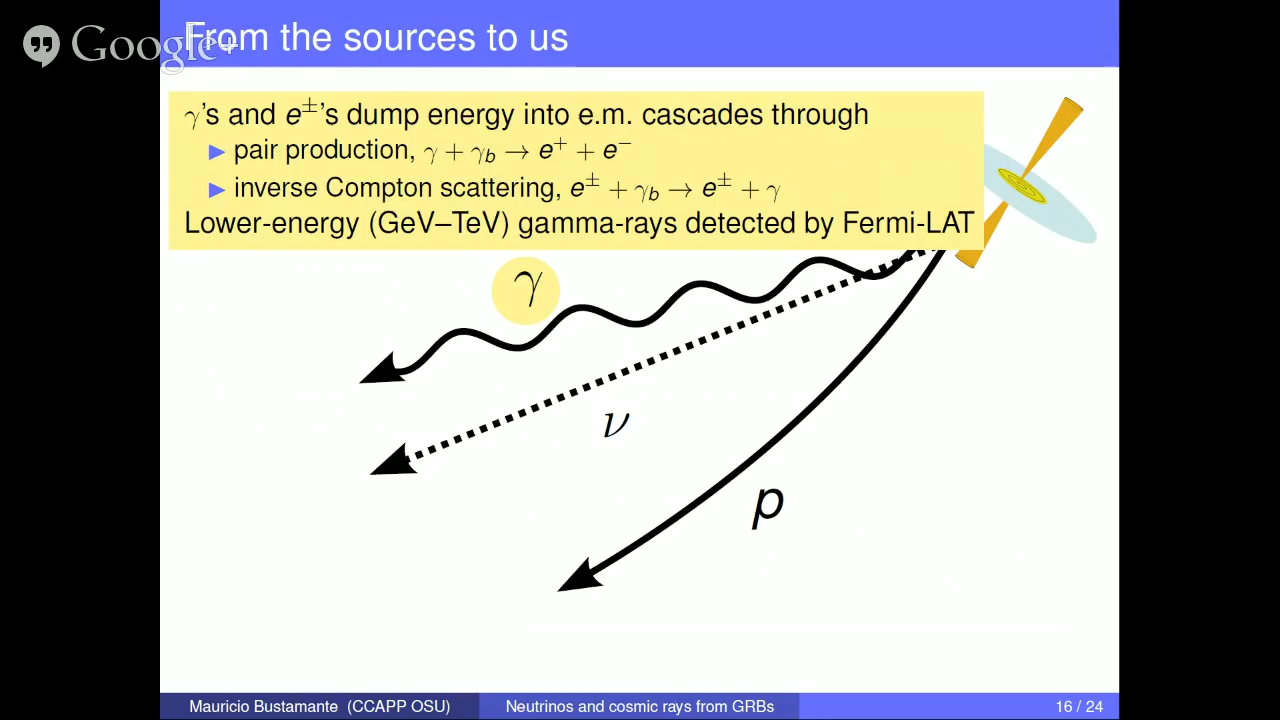 Google+
From the sources to us
γ's and e±'s dump energy into e.m. cascades through
▶ pair production, γ + γ_b → e⁺ + e⁻
▶ inverse Compton scattering, e± + γ_b → e± + γ
Lower-energy (GeV–TeV) gamma-rays detected by Fermi-LAT
γ
ν
p
Mauricio Bustamante (CCAPP OSU)
Neutrinos and cosmic rays from GRBs
16 / 24